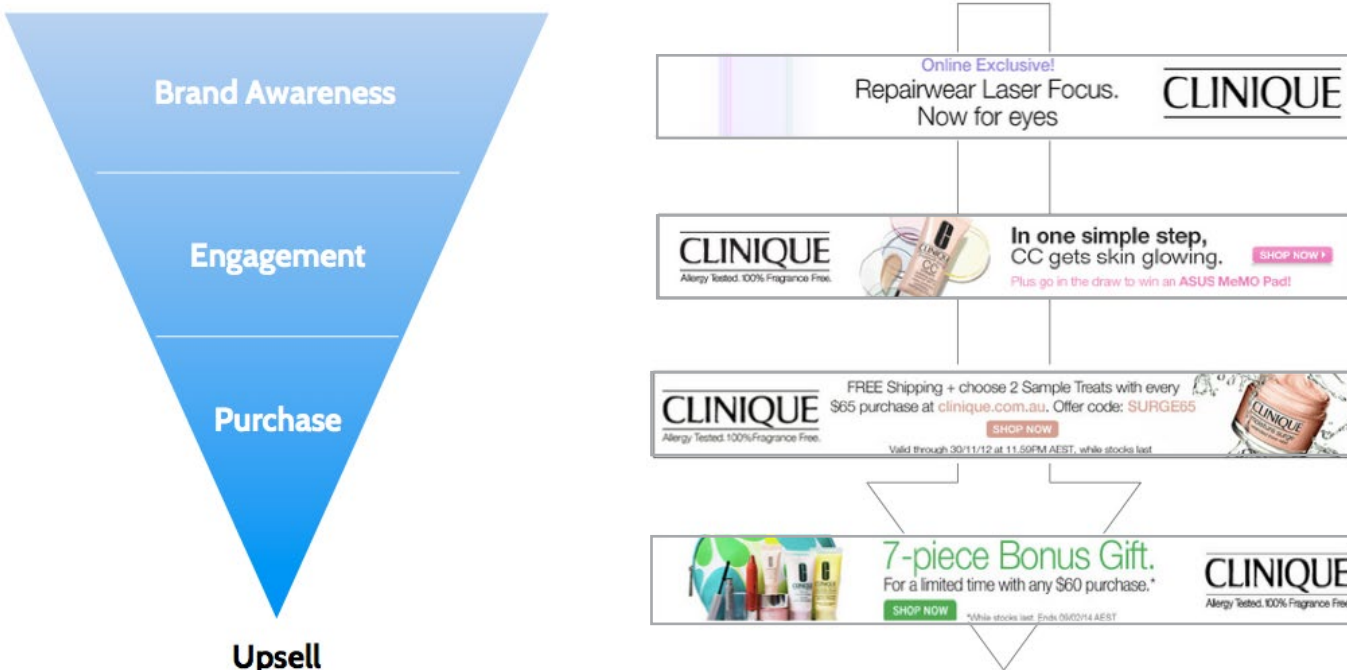 Brand Awareness
Engagement
Purchase
Upsell
Online Exclusive!
Repairwear Laser Focus.
Now for eyes
CLINIQUE
CLINIQUE
Allergy Tested. 100% Fragrance Free.
CLINIQUE
CC
In one simple step,
CC gets skin glowing.
Plus go in the draw to win an ASUS MeMO Pad!
SHOP NOW
CLINIQUE
Allergy Tested. 100% Fragrance Free.
FREE Shipping + choose 2 Sample Treats with every
$65 purchase at clinique.com.au. Offer code: SURGE65
SHOP NOW
Valid through 30/11/12 at 11.59PM AEST, while stocks last
CLINIQUE
moisture surge
7-piece Bonus Gift.
For a limited time with any $60 purchase.*
SHOP NOW
*While stocks last. Ends 09/02/14 AEST
CLINIQUE
Allergy Tested. 100% Fragrance Free